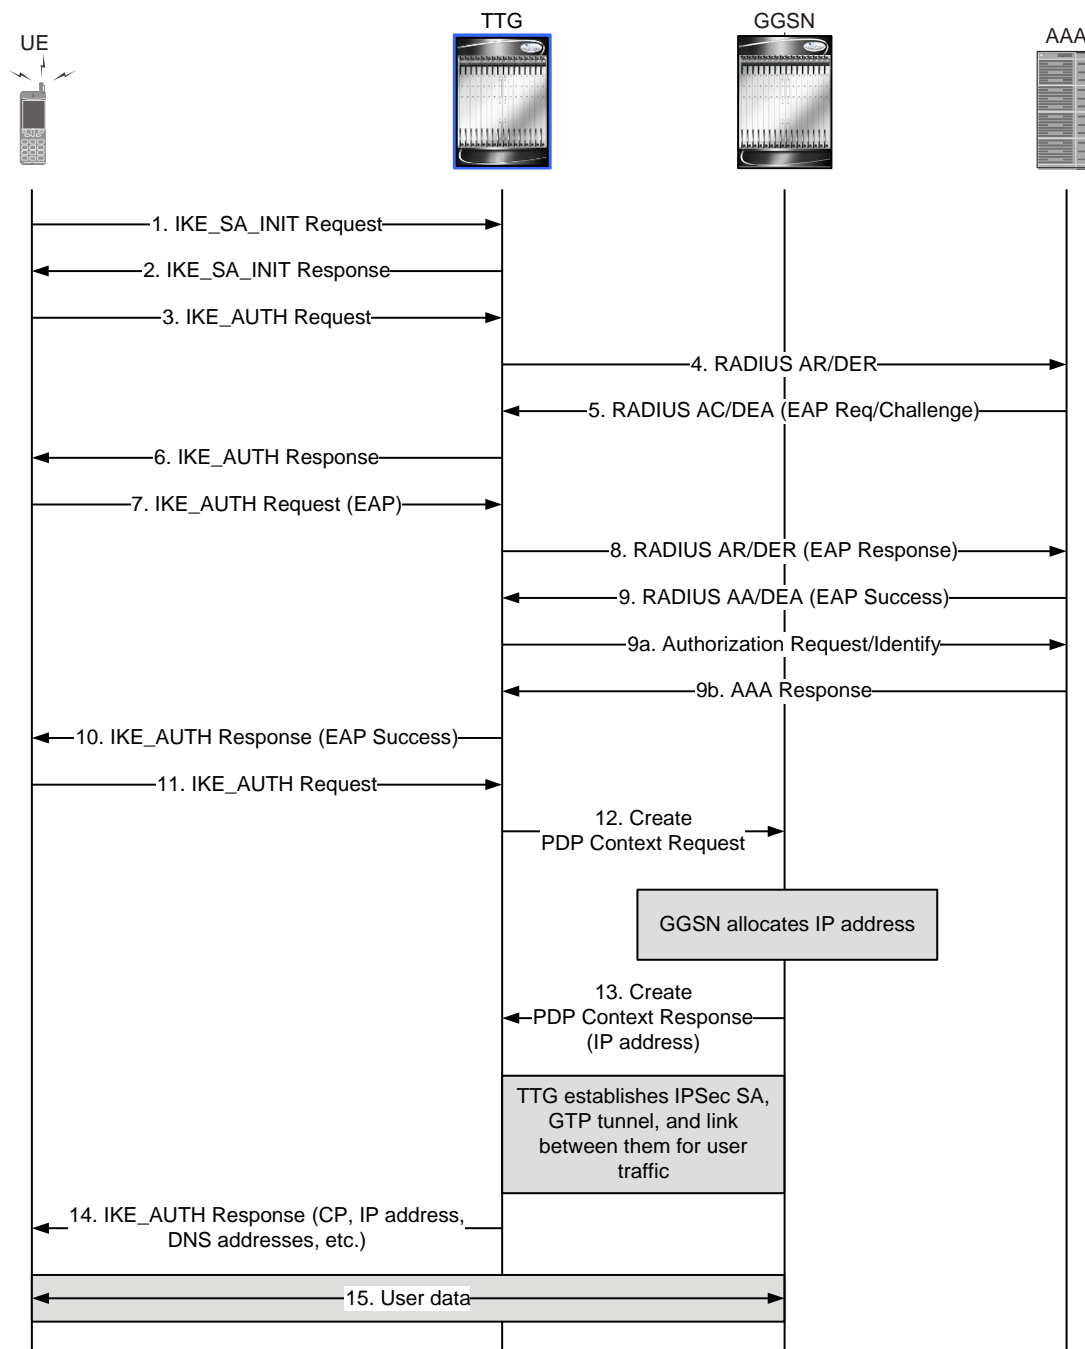 UE
TTG
GGSN
AAA
1. IKE_SA_INIT Request
2. IKE_SA_INIT Response
3. IKE_AUTH Request
4. RADIUS AR/DER
5. RADIUS AC/DEA (EAP Req/Challenge)
6. IKE_AUTH Response
7. IKE_AUTH Request (EAP)
8. RADIUS AR/DER (EAP Response)
9. RADIUS AA/DEA (EAP Success)
9a. Authorization Request/Identify
9b. AAA Response
10. IKE_AUTH Response (EAP Success)
11. IKE_AUTH Request
12. Create
PDP Context Request
GGSN allocates IP address
13. Create
PDP Context Response
(IP address)
TTG establishes IPSec SA,
GTP tunnel, and link
between them for user
traffic
14. IKE_AUTH Response (CP, IP address,
DNS addresses, etc.)
15. User data